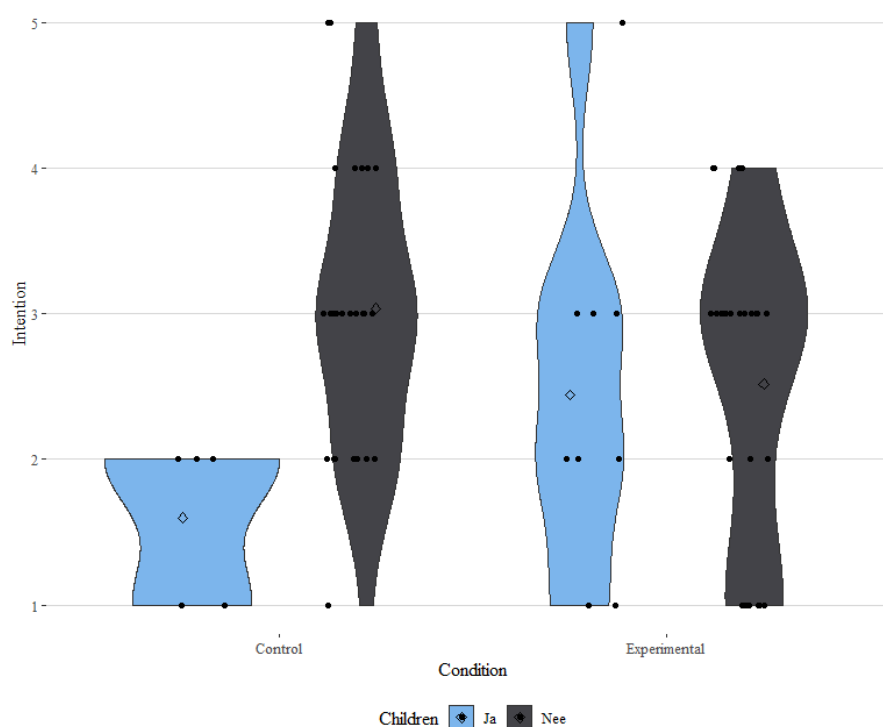 5
4
3
2
1
Intention
Control Experimental
Condition
Children Ja Nee